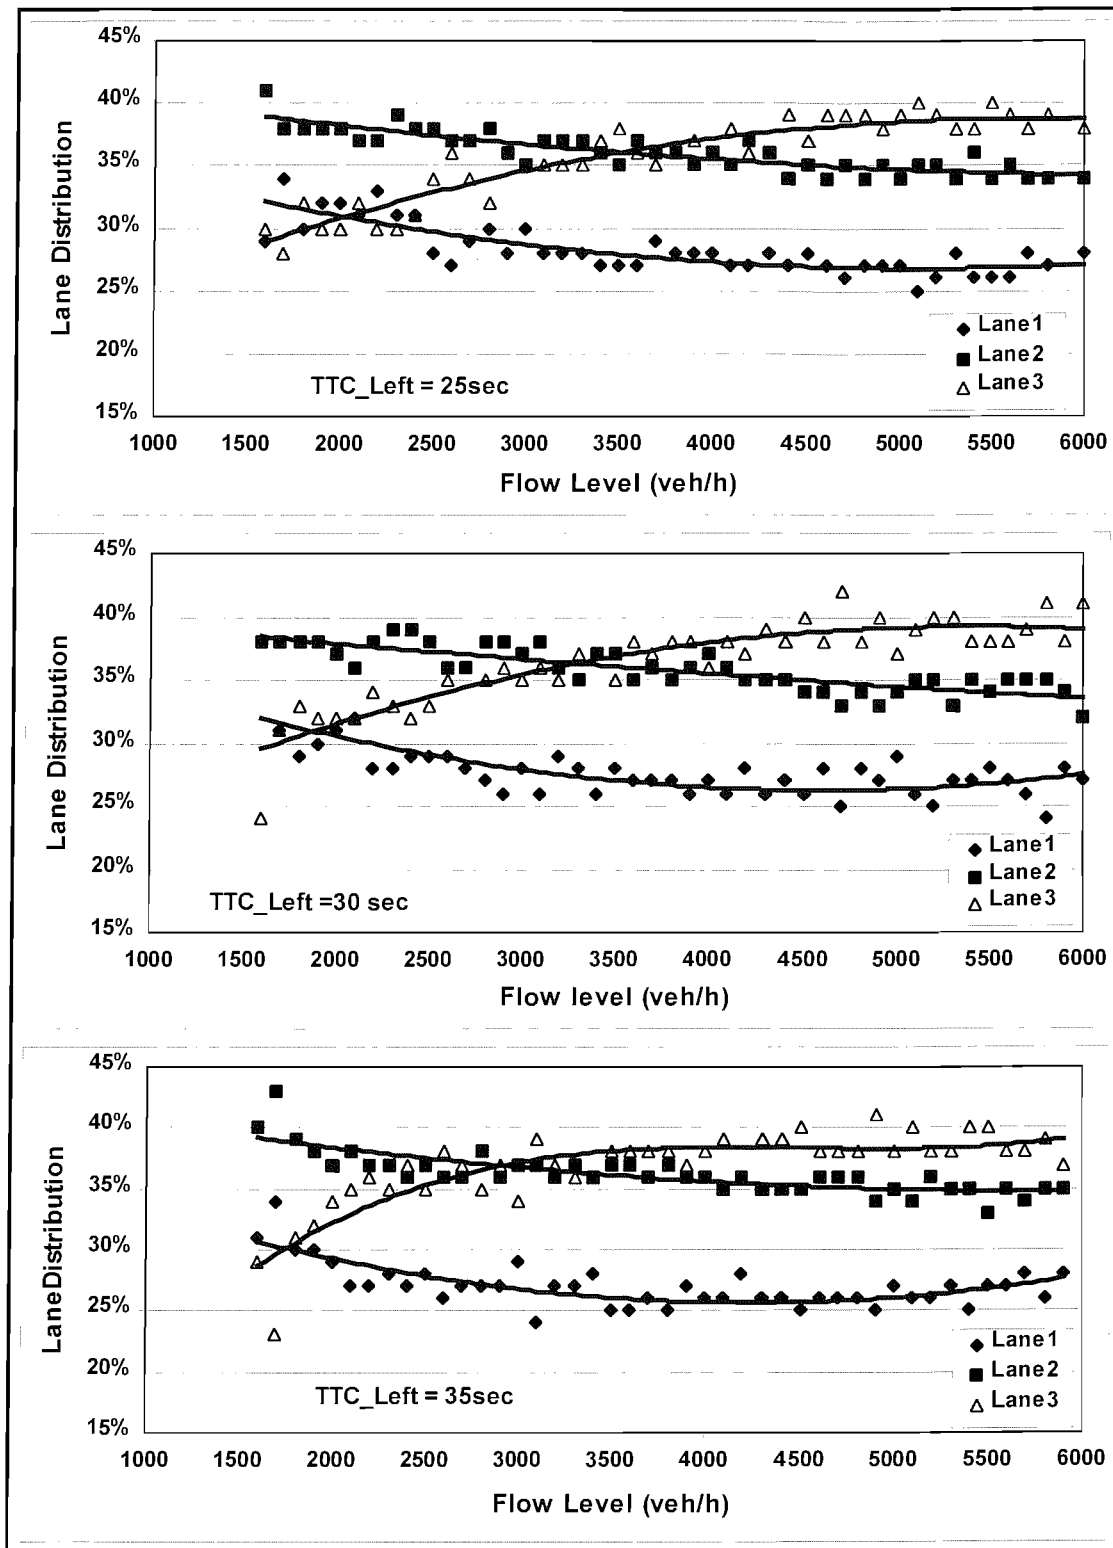 45%
40%
35%
30%
25%
20%
15%
Lane Distribution
Lane1
Lane2
Lane3
TTC_Left = 25sec
1000 1500 2000 2500 3000 3500 4000 4500 5000 5500 6000
Flow Level (veh/h)
45%
40%
35%
30%
25%
20%
15%
Lane Distribution
Lane1
Lane2
Lane3
TTC_Left =30 sec
1000 1500 2000 2500 3000 3500 4000 4500 5000 5500 6000
Flow level (veh/h)
45%
40%
35%
30%
25%
20%
15%
LaneDistribution
Lane1
Lane2
Lane3
TTC_Left = 35sec
1000 1500 2000 2500 3000 3500 4000 4500 5000 5500 6000
Flow Level (veh/h)